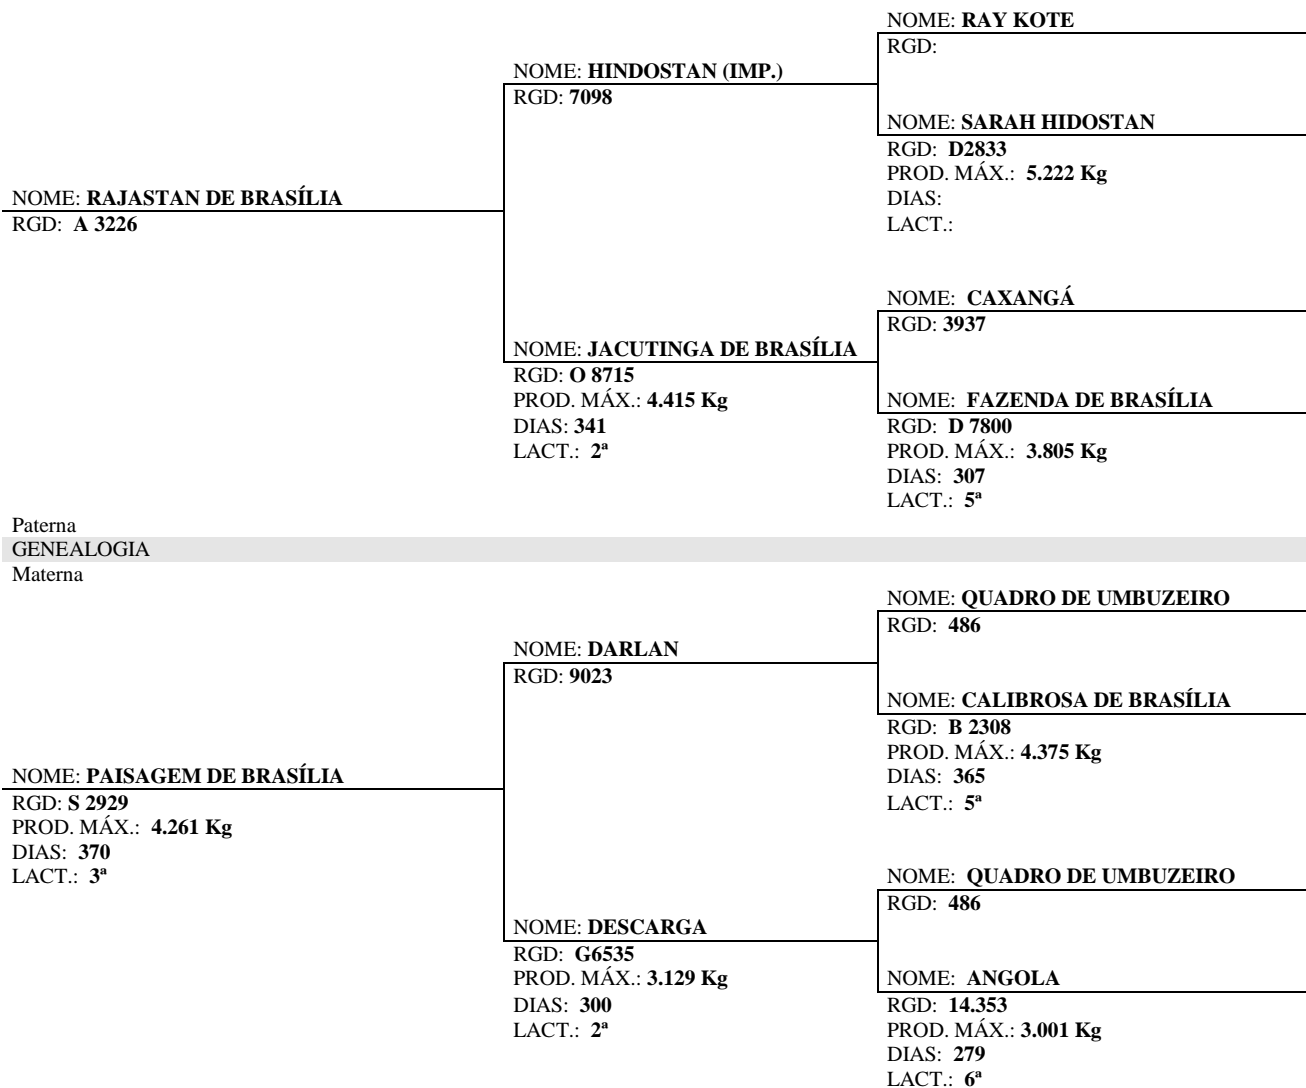 NOME: RAY KOTE
RGD:
NOME: HINDOSTAN (IMP.)
RGD: 7098
NOME: SARAH HIDOSTAN
RGD: D2833
PROD. MÁX.: 5.222 Kg
DIAS:
LACT.:
NOME: RAJASTAN DE BRASÍLIA
RGD: A 3226
NOME: CAXANGÁ
RGD: 3937
NOME: JACUTINGA DE BRASÍLIA
RGD: O 8715
PROD. MÁX.: 4.415 Kg
DIAS: 341
LACT.: 2ª
NOME: FAZENDA DE BRASÍLIA
RGD: D 7800
PROD. MÁX.: 3.805 Kg
DIAS: 307
LACT.: 5ª
Paterna
GENEALOGIA
Materna
NOME: QUADRO DE UMBUZEIRO
RGD: 486
NOME: DARLAN
RGD: 9023
NOME: CALIBROSA DE BRASÍLIA
RGD: B 2308
PROD. MÁX.: 4.375 Kg
DIAS: 365
LACT.: 5ª
NOME: PAISAGEM DE BRASÍLIA
RGD: S 2929
PROD. MÁX.: 4.261 Kg
DIAS: 370
LACT.: 3ª
NOME: QUADRO DE UMBUZEIRO
RGD: 486
NOME: DESCARGA
RGD: G6535
PROD. MÁX.: 3.129 Kg
DIAS: 300
LACT.: 2ª
NOME: ANGOLA
RGD: 14.353
PROD. MÁX.: 3.001 Kg
DIAS: 279
LACT.: 6ª